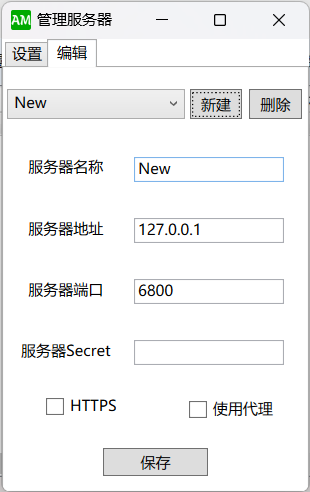 AM 管理服务器
设置 编辑
New 新建 删除
服务器名称 New
服务器地址 127.0.0.1
服务器端口 6800
服务器Secret
HTTPS 使用代理
保存